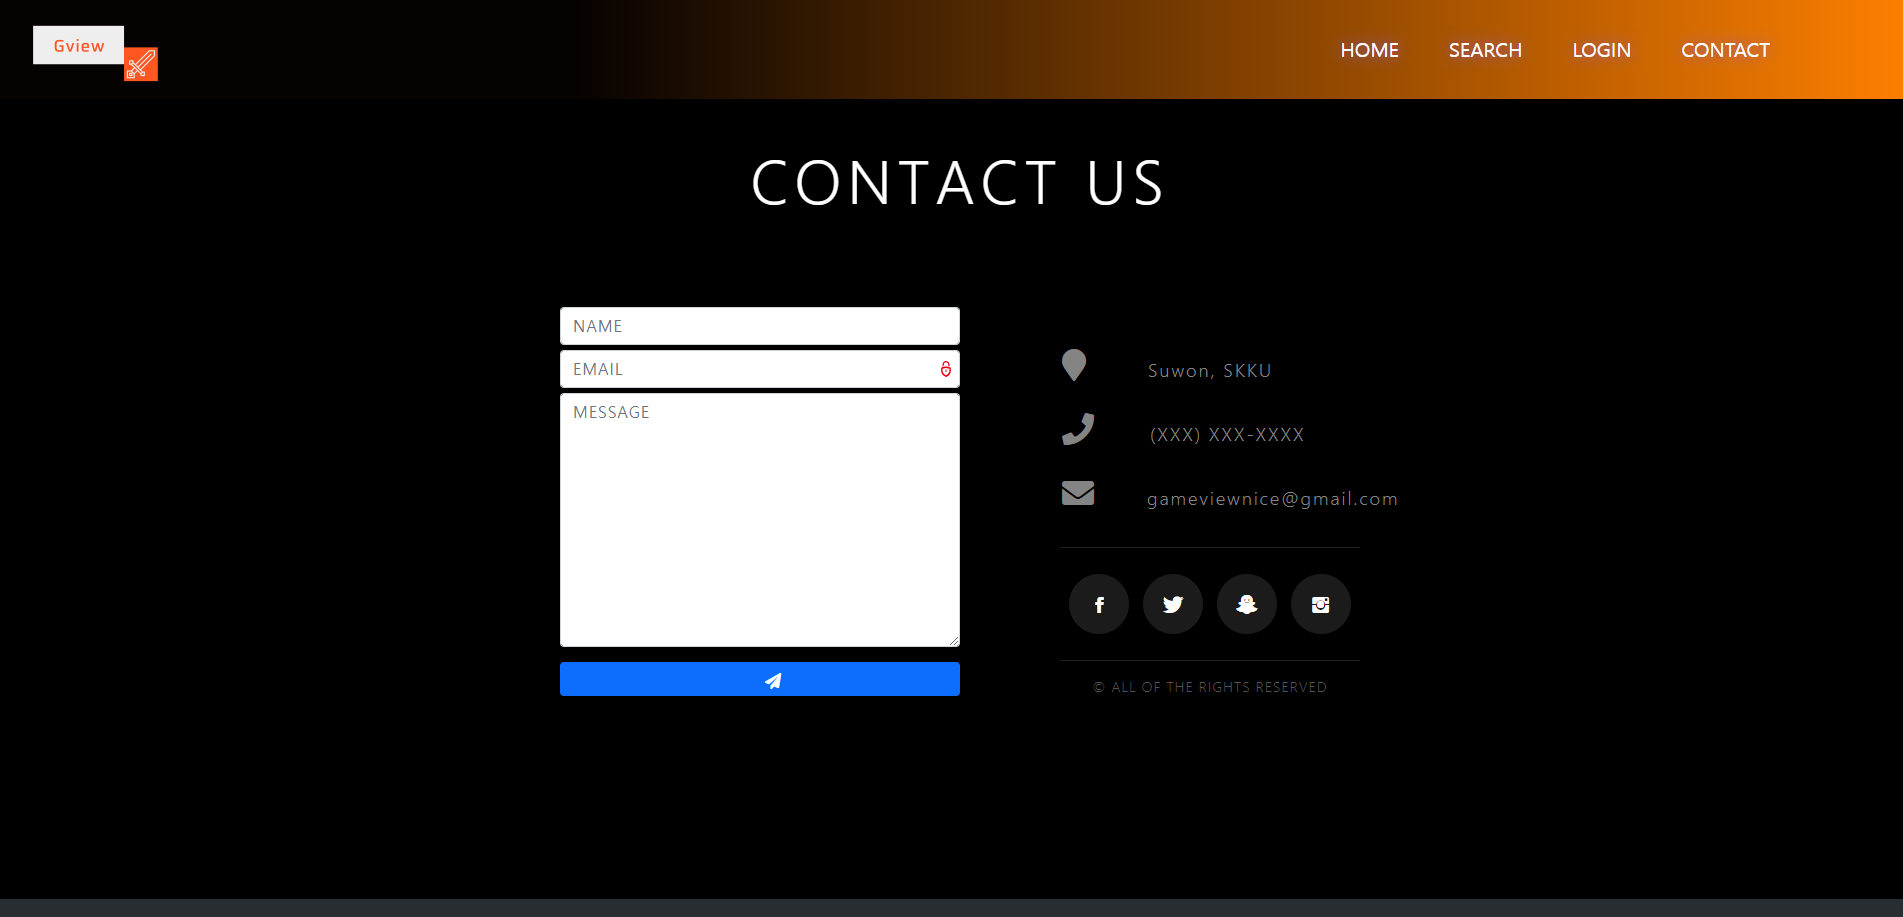 Gview
HOME SEARCH LOGIN CONTACT
CONTACT US
NAME
EMAIL
MESSAGE
Suwon, SKKU
(XXX) XXX-XXXX
gameviewnice@gmail.com
© ALL OF THE RIGHTS RESERVED